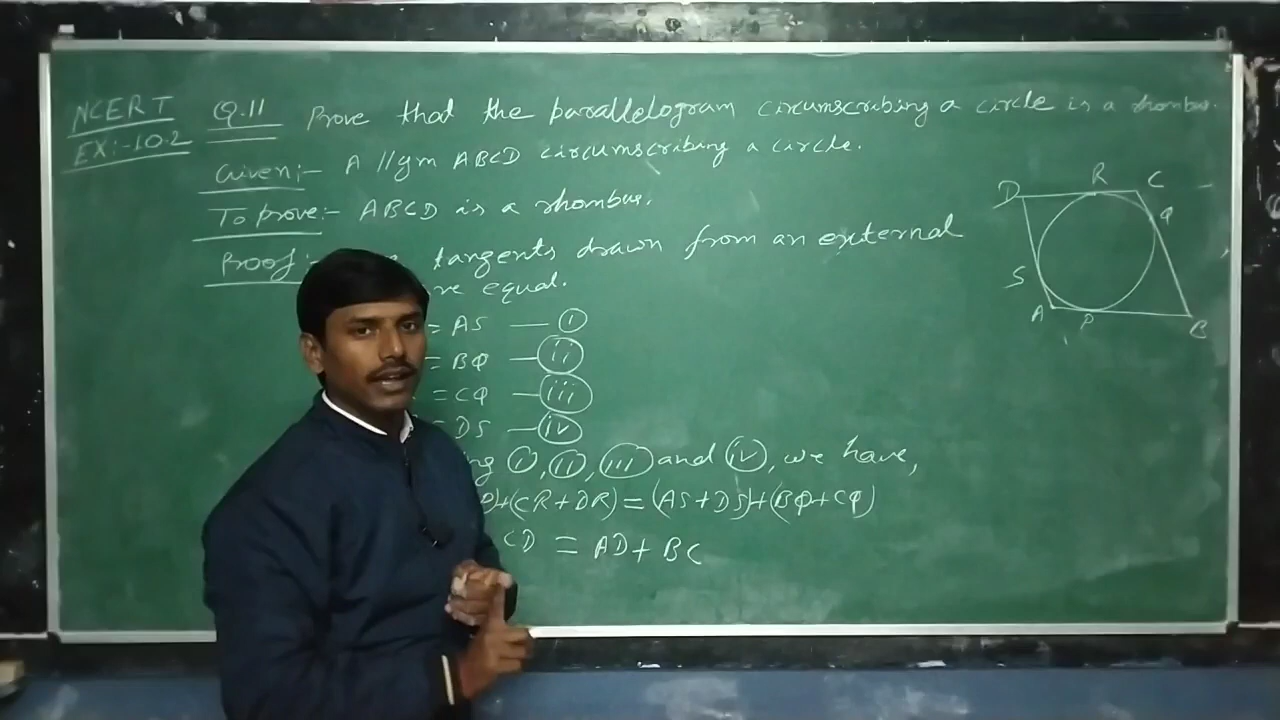 NCERT
EX:-10.2
Q.11 Prove that the parallelogram circumscribing a circle is a rhombus.
Given:- A //gm ABCD circumscribing a circle.
To prove:- ABCD is a rhombus.
Proof:- tangents drawn from an external
equal.
= AS — (i)
= BQ — (ii)
= CQ — (iii)
= DS — (iv)
(i), (ii), (iii) and (iv), we have,
)+(CR+DR) = (AS+DS)+(BQ+CQ)
CD = AD + BC
D R C
Q
S
A P B